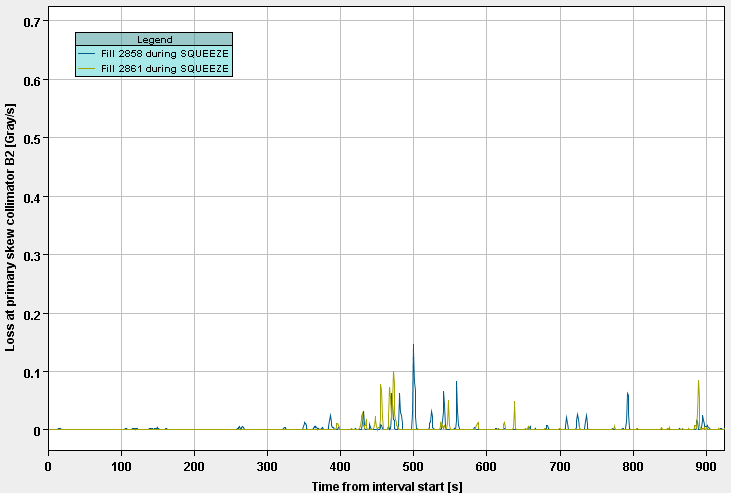 0.7
0.6
0.5
0.4
0.3
0.2
0.1
0
Loss at primary skew collimator B2 [Gray/s]
Legend
Fill 2858 during SQUEEZE
Fill 2861 during SQUEEZE
0 100 200 300 400 500 600 700 800 900
Time from interval start [s]